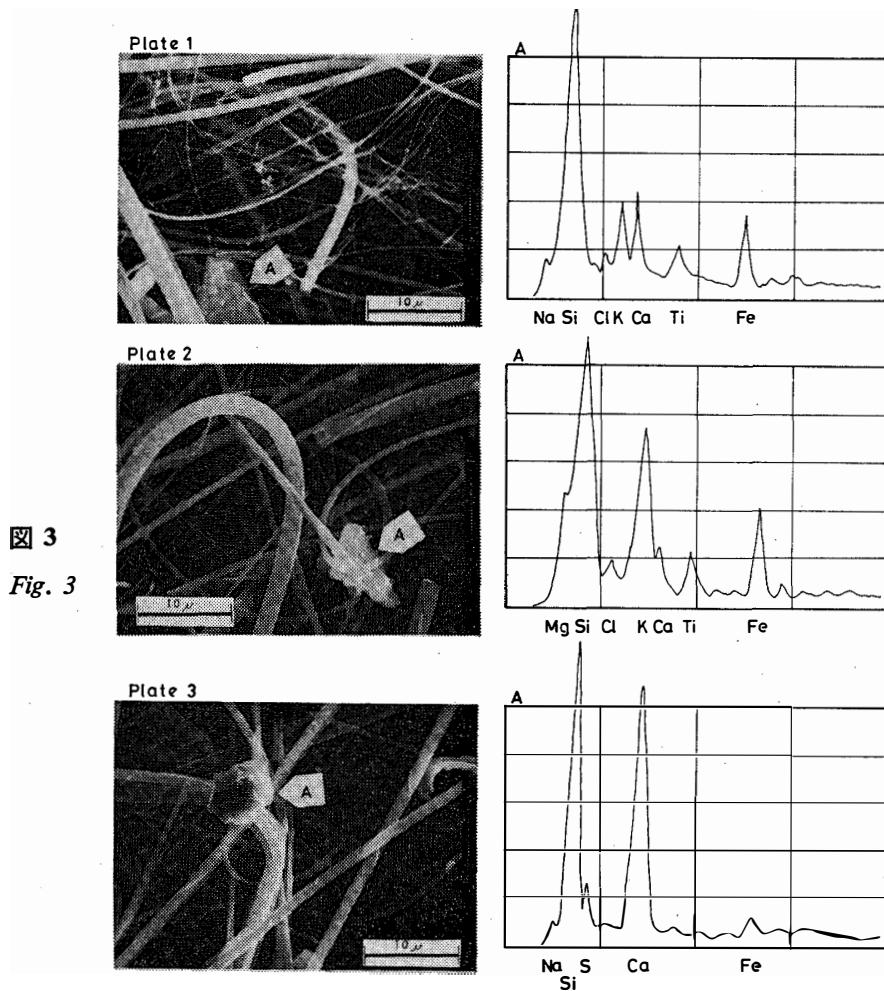 Plate 1
A
A
10 μ
Na Si Cl K Ca Ti Fe
Plate 2
A
A
10 μ
Mg Si Cl K Ca Ti Fe
図 3
Fig. 3
Plate 3
A
A
10 μ
Na S Ca Fe
Si